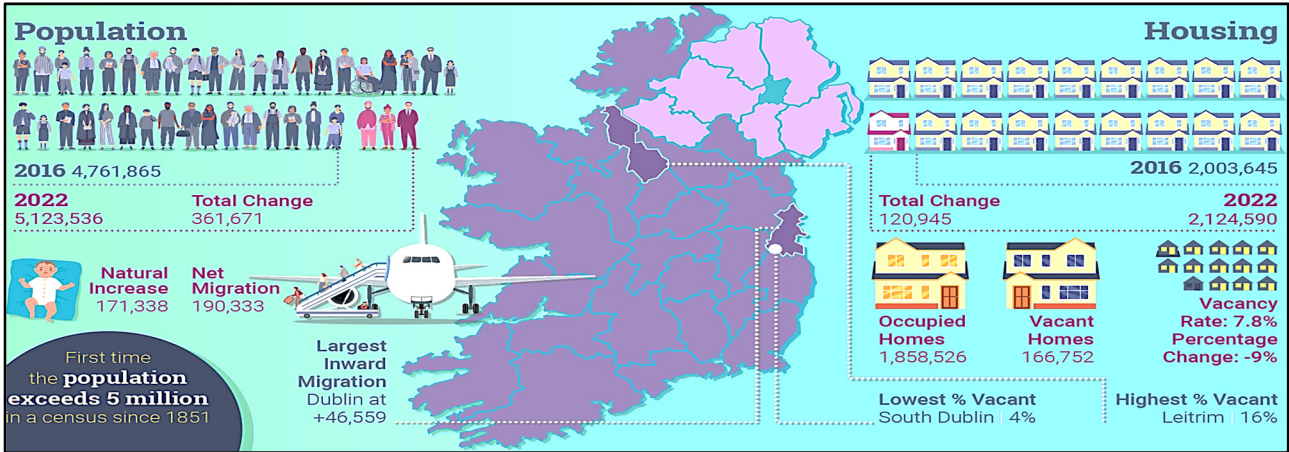 Population
2016 4,761,865
2022
5,123,536
Total Change
361,671
Natural
Increase
171,338
Net
Migration
190,333
First time
the population
exceeds 5 million
in a census since 1851
Largest
Inward
Migration
Dublin at
+46,559
Housing
2016 2,003,645
Total Change
120,945
2022
2,124,590
Occupied
Homes
1,858,526
Vacant
Homes
166,752
Vacancy
Rate: 7.8%
Percentage
Change: -9%
Lowest % Vacant
South Dublin | 4%
Highest % Vacant
Leitrim | 16%